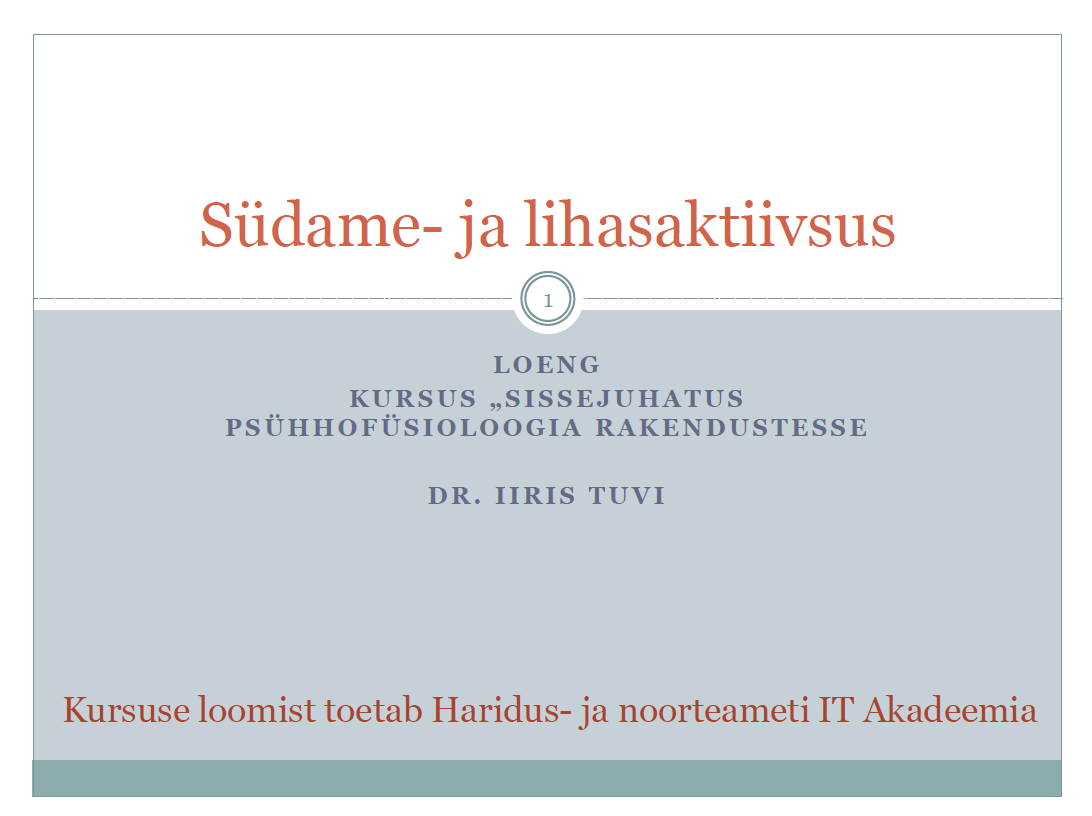 Südame- ja lihasaktiivsus
1
LOENG
KURSUS „SISSEJUHATUS
PSÜHHOFÜSIOLOOGIA RAKENDUSTESSE
DR. IIRIS TUVI
Kursuse loomist toetab Haridus- ja noorteameti IT Akadeemia